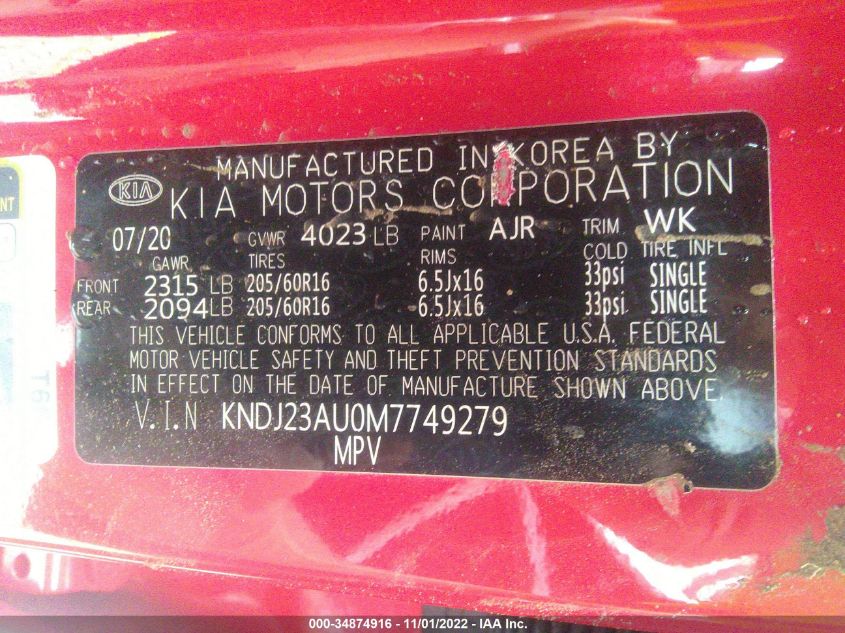 MANUFACTURED IN KOREA BY
KIA KIA MOTORS CORPORATION
07/20 GVWR 4023 LB PAINT AJR TRIM WK
GAWR TIRES RIMS COLD TIRE INFL
FRONT 2315 LB 205/60R16 6.5Jx16 33psi SINGLE
REAR 2094 LB 205/60R16 6.5Jx16 33psi SINGLE
THIS VEHICLE CONFORMS TO ALL APPLICABLE U.S.A. FEDERAL
MOTOR VEHICLE SAFETY AND THEFT PREVENTION STANDARDS
IN EFFECT ON THE DATE OF MANUFACTURE SHOWN ABOVE.
V.I.N KNDJ23AU0M7749279
MPV
000-34874916 - 11/01/2022 - IAA Inc.